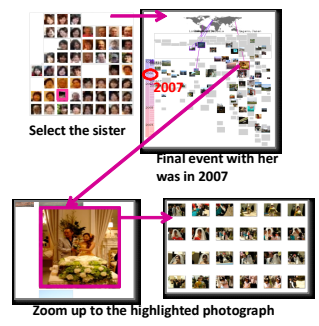 2007
Select the sister
Final event with her
was in 2007
Zoom up to the highlighted photograph